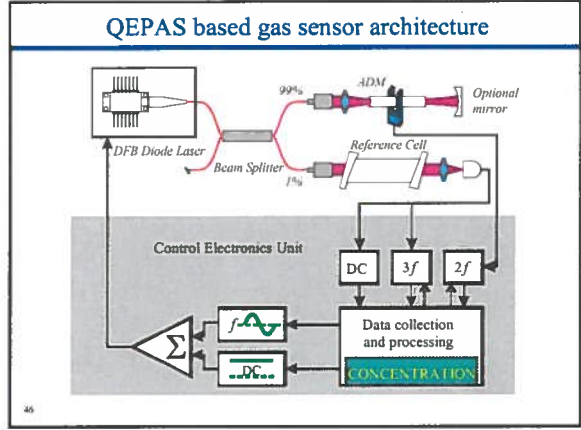 QEPAS based gas sensor architecture
99%
ADM
Optional
mirror
DFB Diode Laser
Beam Splitter
1%
Reference Cell
Control Electronics Unit
DC
3f
2f
f
Σ
DC
Data collection
and processing
CONCENTRATION
46